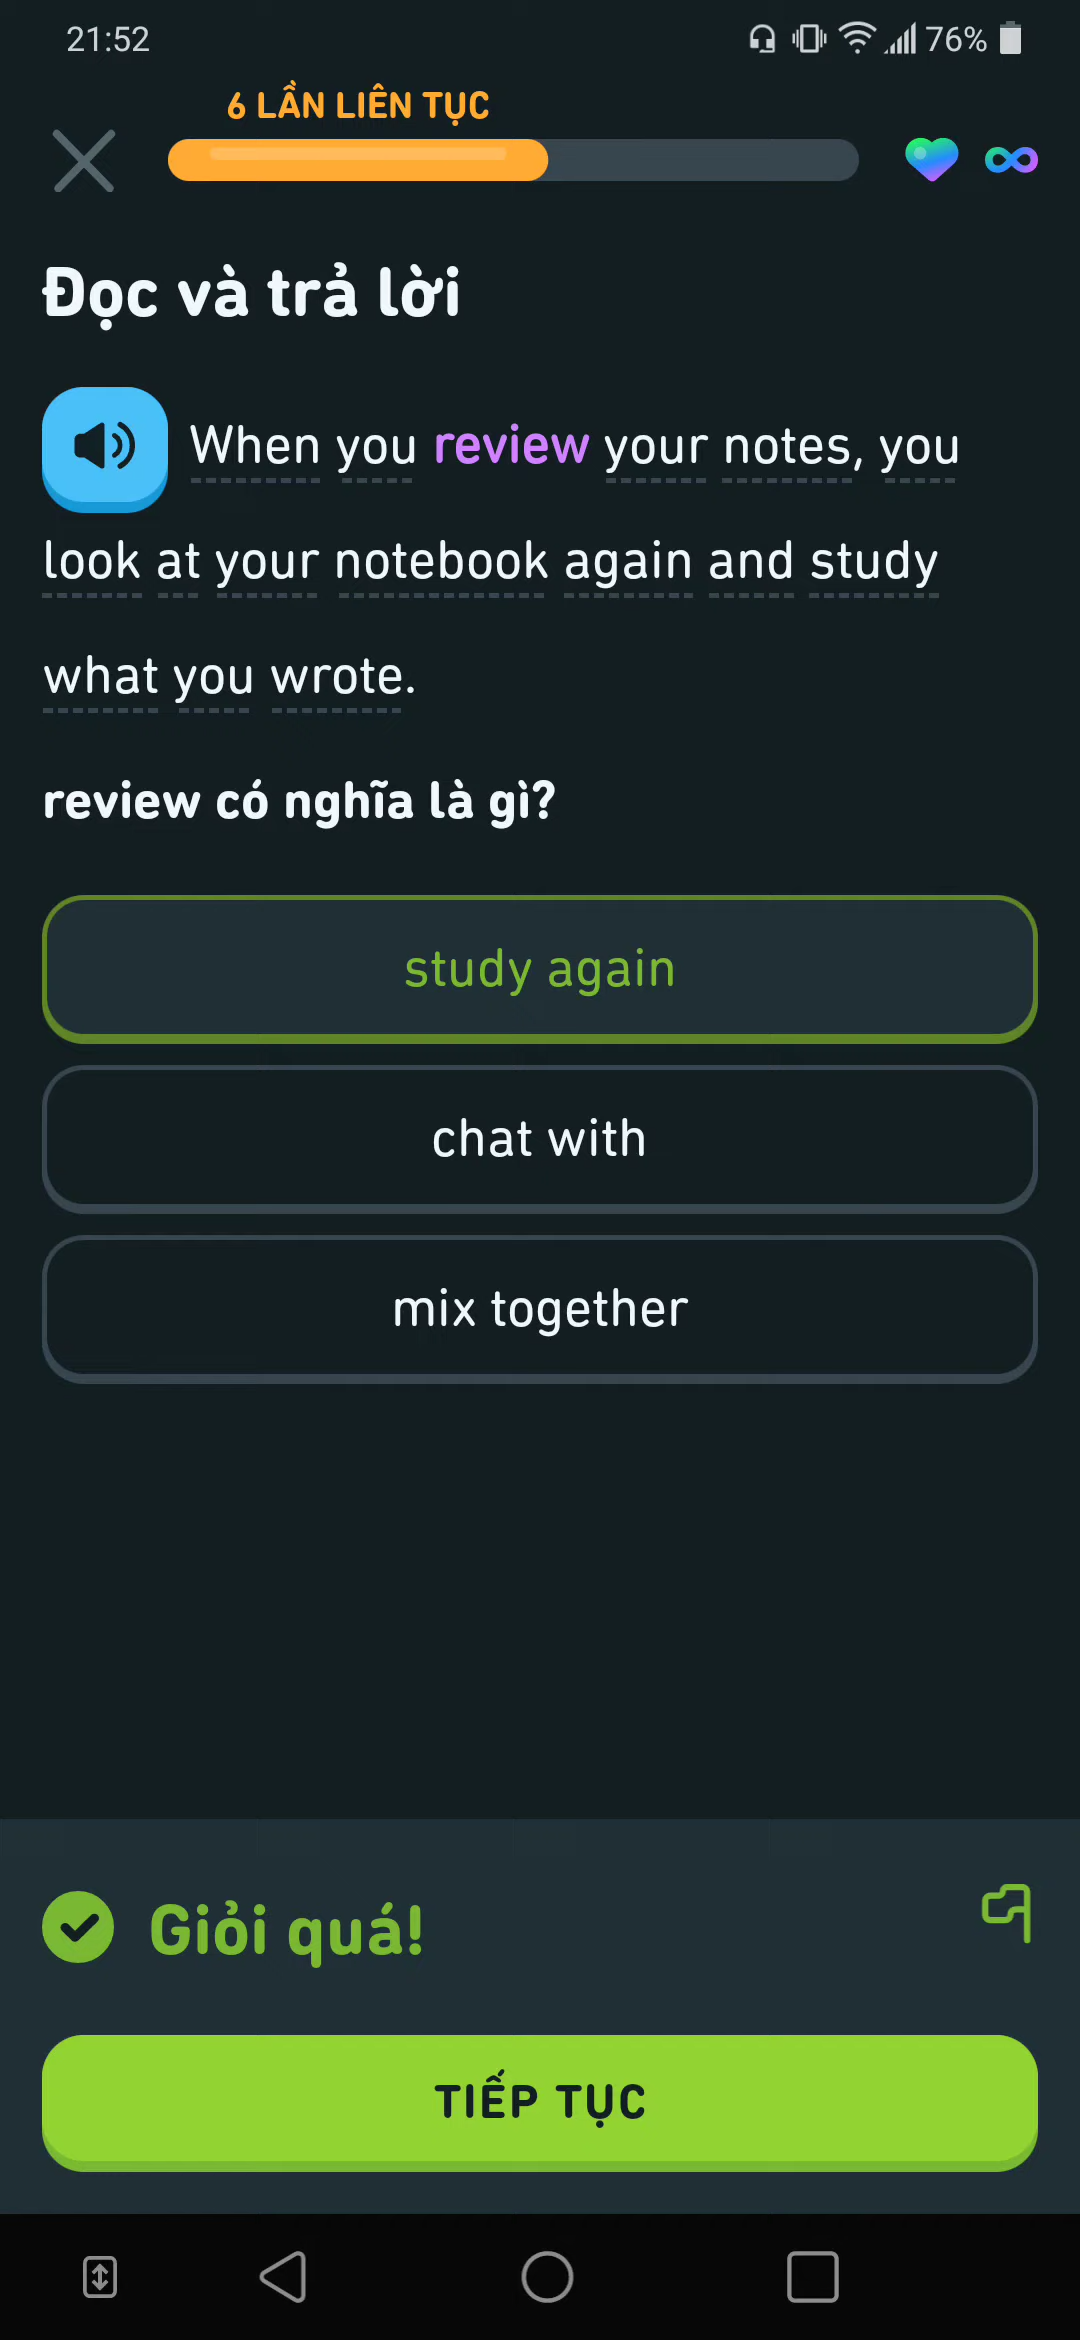 21:52
76%
6 LẦN LIÊN TỤC
Đọc và trả lời
When you review your notes, you
look at your notebook again and study
what you wrote.
review có nghĩa là gì?
study again
chat with
mix together
Giỏi quá!
TIẾP TỤC